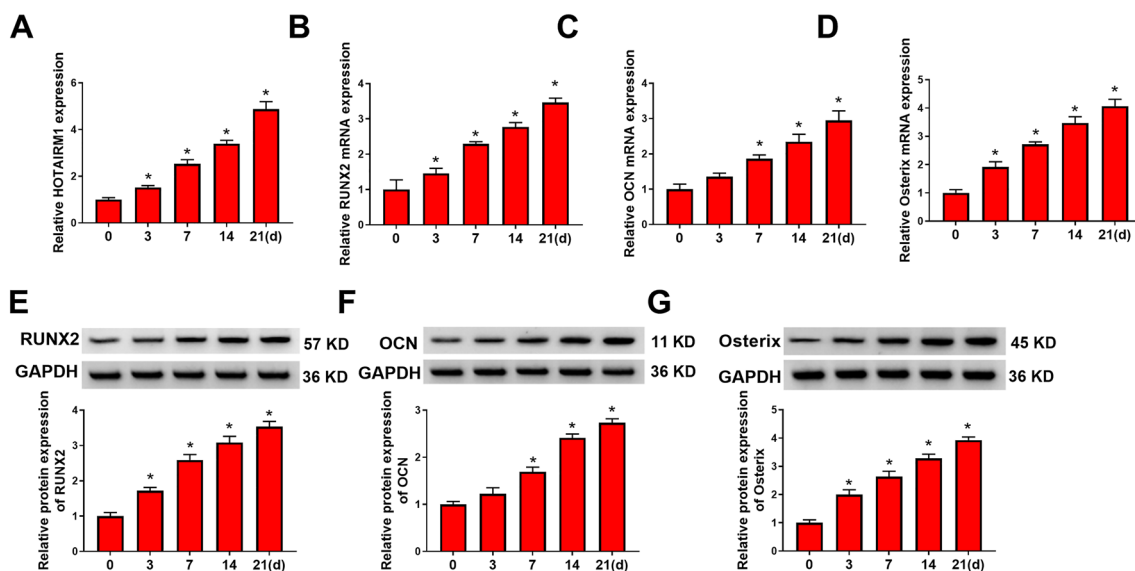 A
Relative HOTAIRM1 expression
6
4
2
0
* * * *
0 3 7 14 21(d)
B
Relative RUNX2 mRNA expression
4
3
2
1
0
* * * *
0 3 7 14 21(d)
C
Relative OCN mRNA expression
4
3
2
1
0
* * *
0 3 7 14 21(d)
D
Relative Osterix mRNA expression
5
4
3
2
1
0
* * * *
0 3 7 14 21(d)
E
RUNX2 57 KD
GAPDH 36 KD
Relative protein expression
of RUNX2
4
3
2
1
0
* * * *
0 3 7 14 21(d)
F
OCN 11 KD
GAPDH 36 KD
Relative protein expression
of OCN
3
2
1
0
* * *
0 3 7 14 21(d)
G
Osterix 45 KD
GAPDH 36 KD
Relative protein expression
of Osterix
5
4
3
2
1
0
* * * *
0 3 7 14 21(d)